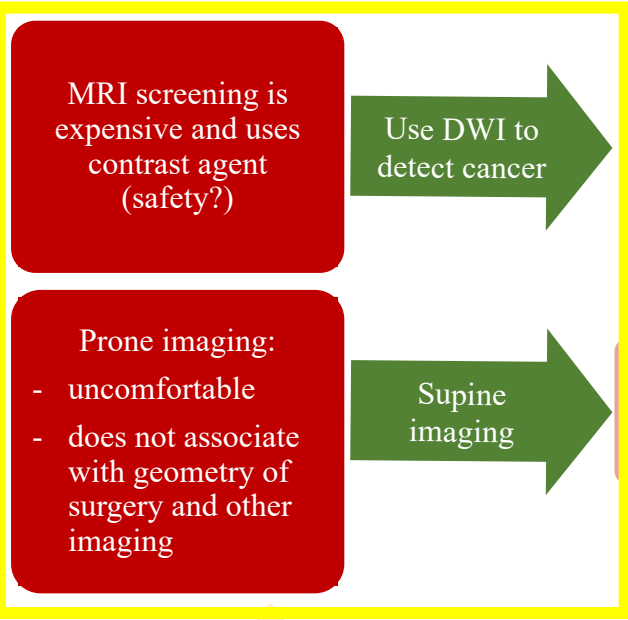 MRI screening is
expensive and uses
contrast agent
(safety?)
Use DWI to
detect cancer
Prone imaging:
- uncomfortable
- does not associate
with geometry of
surgery and other
imaging
Supine
imaging